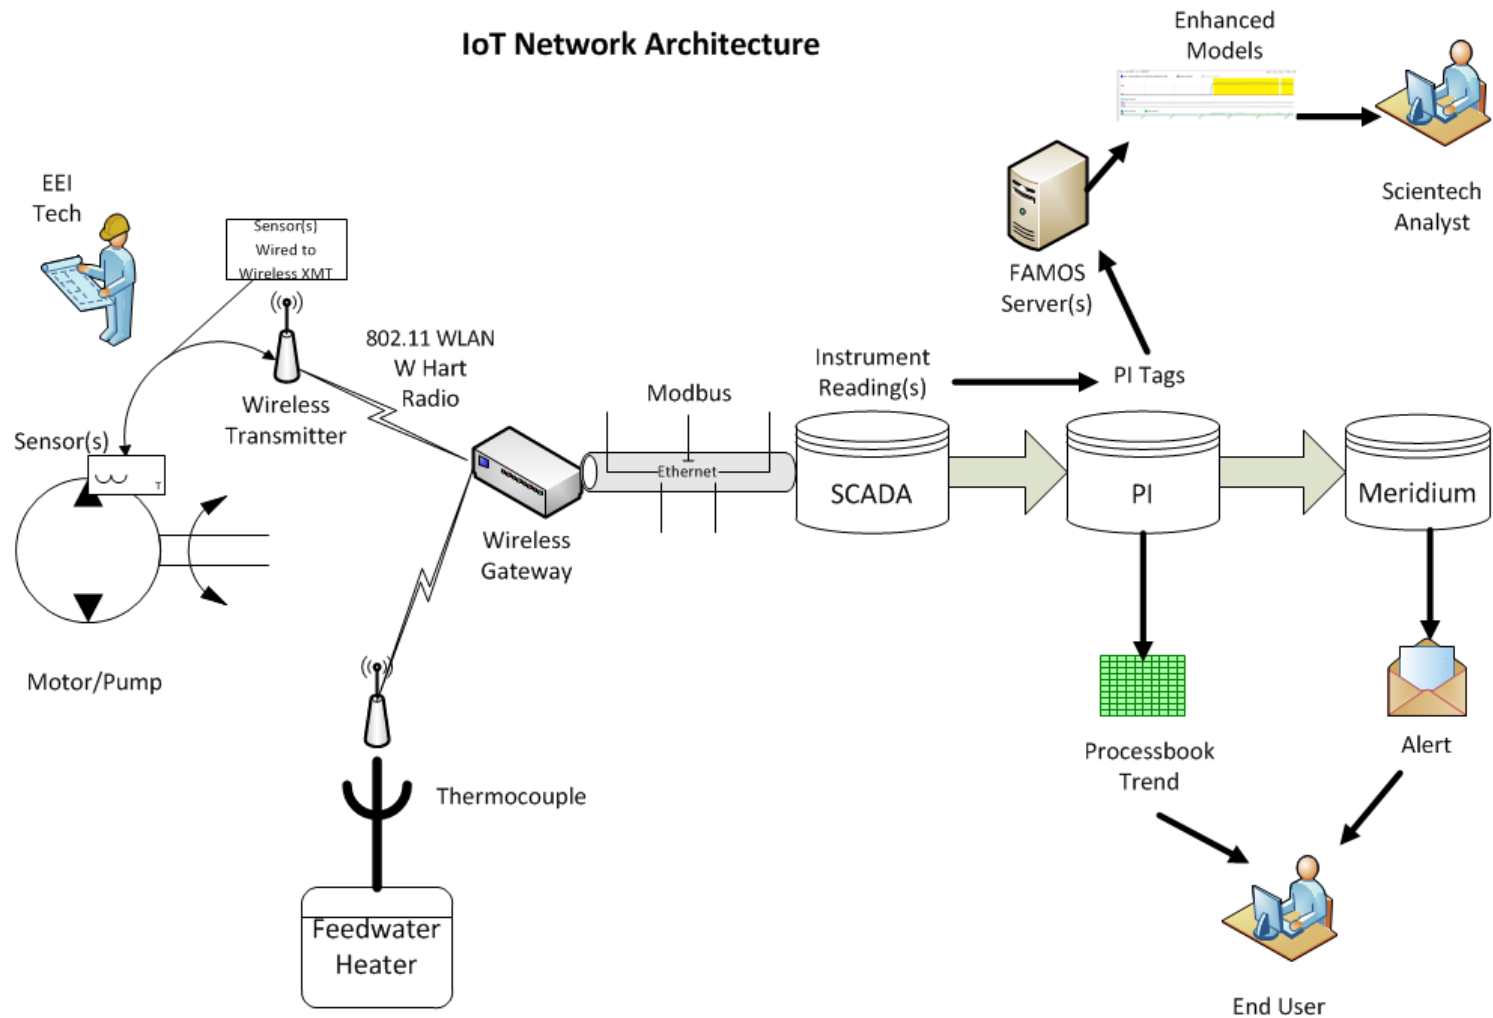 IoT Network Architecture
Enhanced
Models
Scientech
Analyst
EEI
Tech
Sensor(s)
Wired to
Wireless XMT
FAMOS
Server(s)
802.11 WLAN
W Hart
Radio
Instrument
Reading(s)
PI Tags
Modbus
Wireless
Transmitter
Sensor(s)
T
Ethernet
SCADA
PI
Meridium
Wireless
Gateway
Motor/Pump
Processbook
Trend
Alert
Thermocouple
Feedwater
Heater
End User